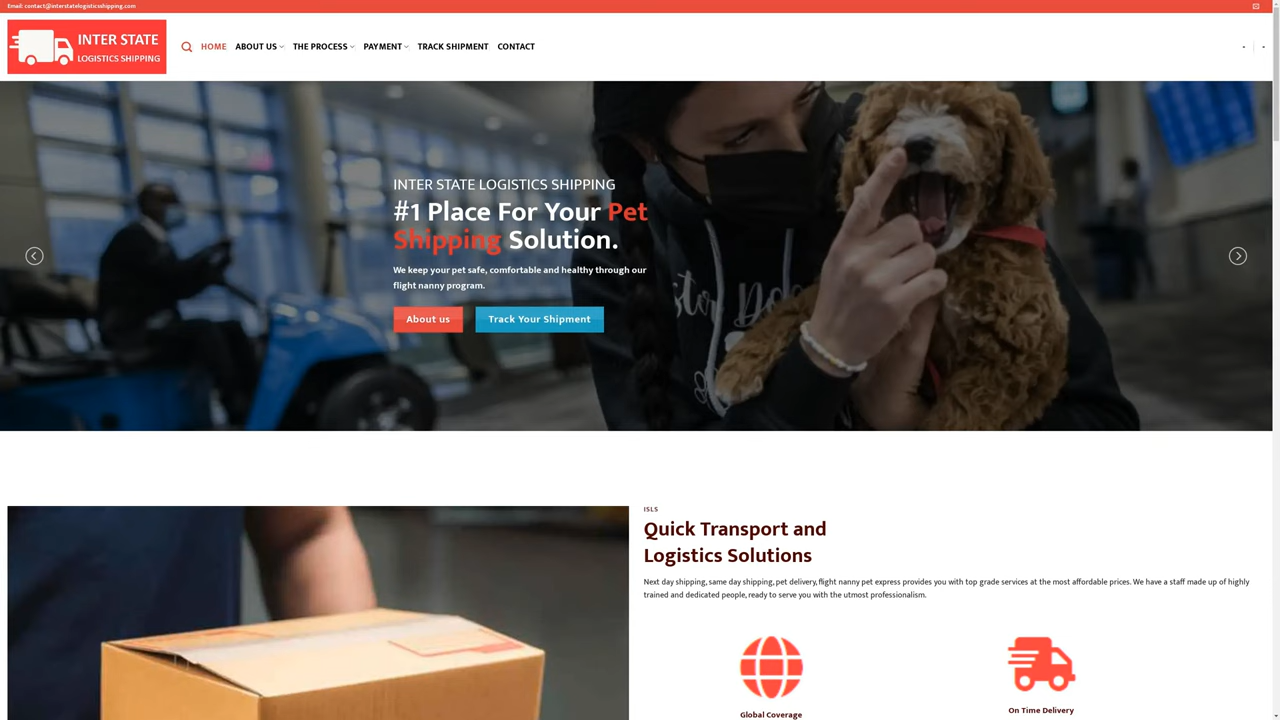 Email: contact@interstatelogisticsshipping.com
INTER STATE
LOGISTICS SHIPPING
HOME ABOUT US THE PROCESS PAYMENT TRACK SHIPMENT CONTACT
- -
INTER STATE LOGISTICS SHIPPING
#1 Place For Your Pet
Shipping Solution.
We keep your pet safe, comfortable and healthy through our
flight nanny program.
About us Track Your Shipment
ISLS
Quick Transport and
Logistics Solutions
Next day shipping, same day shipping, pet delivery, flight nanny pet express provides you with top grade services at the most affordable prices. We have a staff made up of highly
trained and dedicated people, ready to serve you with the utmost professionalism.
Global Coverage
On Time Delivery